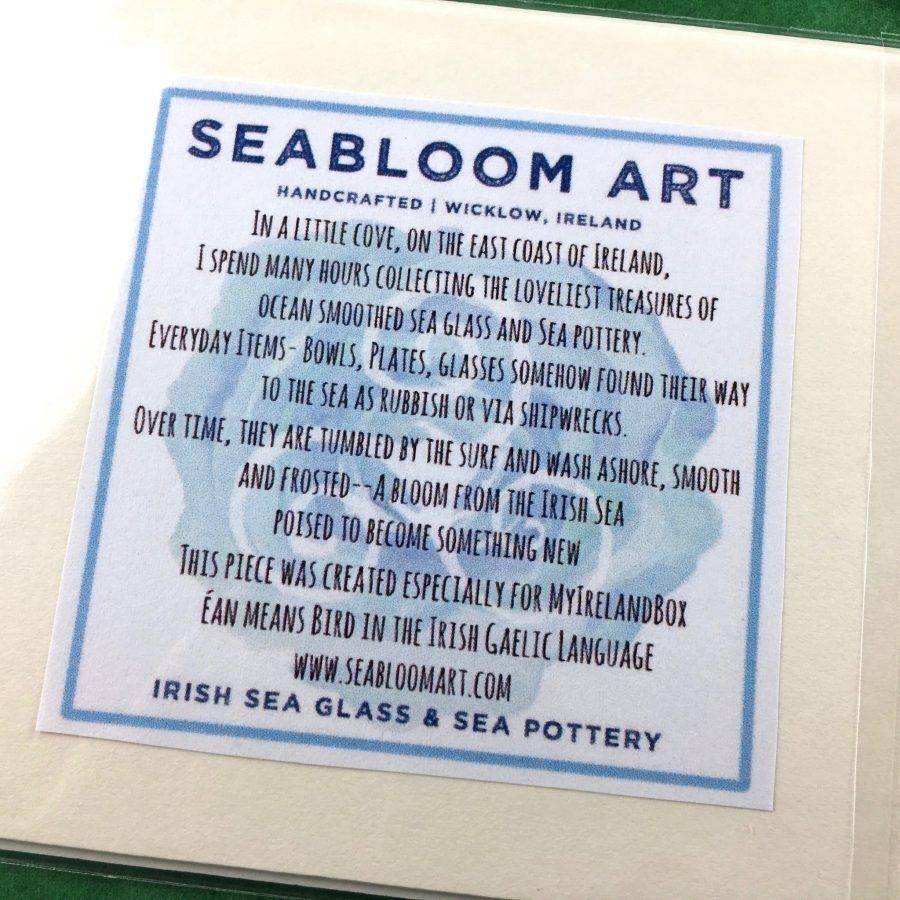 SEABLOOM ART
HANDCRAFTED | WICKLOW, IRELAND
In a little cove, on the east coast of Ireland,
I spend many hours collecting the loveliest treasures of
ocean smoothed sea glass and Sea pottery.
Everyday Items- Bowls, Plates, glasses somehow found their way
to the sea as rubbish or via shipwrecks.
Over time, they are tumbled by the surf and wash ashore, smooth
and frosted--A bloom from the Irish Sea
poised to become something new
This piece was created especially for MyIrelandBox
Éan means Bird in the Irish Gaelic Language
www.seabloomart.com
IRISH SEA GLASS & SEA POTTERY